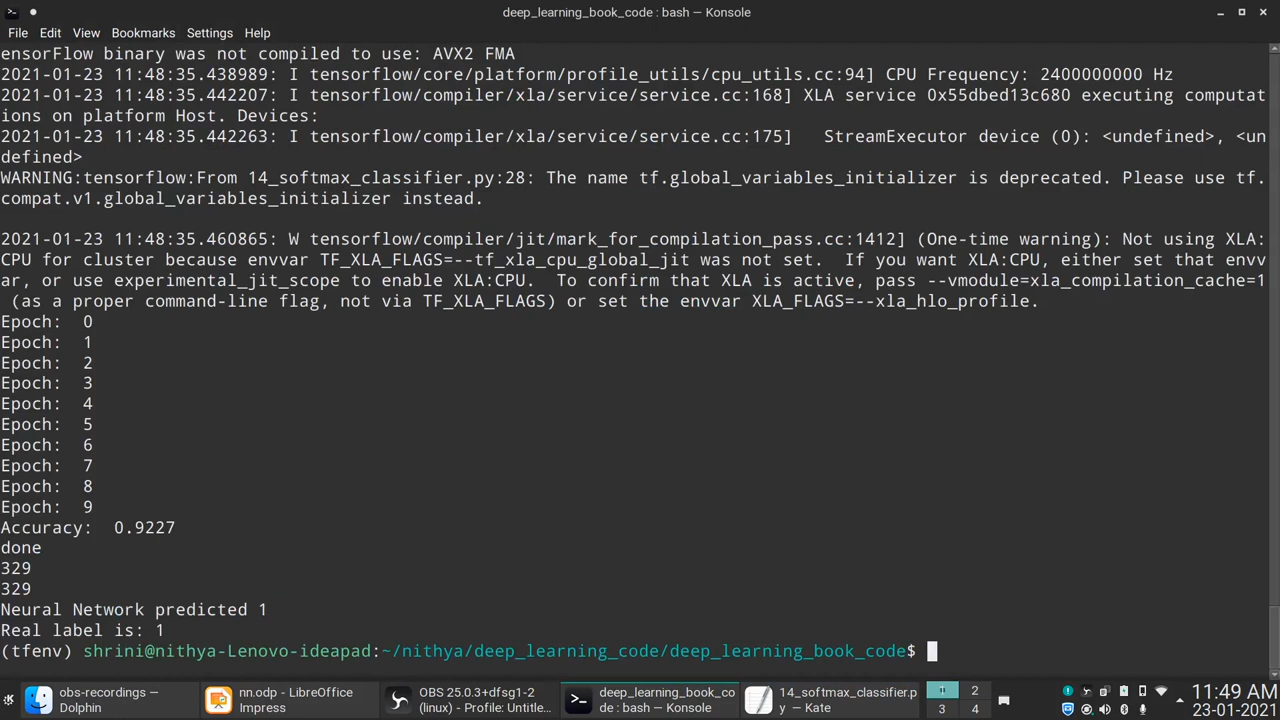 deep_learning_book_code : bash — Konsole
File Edit View Bookmarks Settings Help
ensorFlow binary was not compiled to use: AVX2 FMA
2021-01-23 11:48:35.438989: I tensorflow/core/platform/profile_utils/cpu_utils.cc:94] CPU Frequency: 2400000000 Hz
2021-01-23 11:48:35.442207: I tensorflow/compiler/xla/service/service.cc:168] XLA service 0x55dbed13c680 executing computat
ions on platform Host. Devices:
2021-01-23 11:48:35.442263: I tensorflow/compiler/xla/service/service.cc:175]   StreamExecutor device (0): <undefined>, <un
defined>
WARNING:tensorflow:From 14_softmax_classifier.py:28: The name tf.global_variables_initializer is deprecated. Please use tf.
compat.v1.global_variables_initializer instead.
2021-01-23 11:48:35.460865: W tensorflow/compiler/jit/mark_for_compilation_pass.cc:1412] (One-time warning): Not using XLA:
CPU for cluster because envvar TF_XLA_FLAGS=--tf_xla_cpu_global_jit was not set.  If you want XLA:CPU, either set that envv
ar, or use experimental_jit_scope to enable XLA:CPU.  To confirm that XLA is active, pass --vmodule=xla_compilation_cache=1
(as a proper command-line flag, not via TF_XLA_FLAGS) or set the envvar XLA_FLAGS=--xla_hlo_profile.
Epoch:  0
Epoch:  1
Epoch:  2
Epoch:  3
Epoch:  4
Epoch:  5
Epoch:  6
Epoch:  7
Epoch:  8
Epoch:  9
Accuracy:  0.9227
done
329
329
Neural Network predicted 1
Real label is: 1
(tfenv) shrini@nithya-Lenovo-ideapad:~/nithya/deep_learning_code/deep_learning_book_code$
obs-recordings —
Dolphin
nn.odp — LibreOffice
Impress
OBS 25.0.3+dfsg1-2
(linux) - Profile: Untitle...
deep_learning_book_co
de : bash — Konsole
14_softmax_classifier.p
y — Kate
1 2
3 4
11:49 AM
23-01-2021